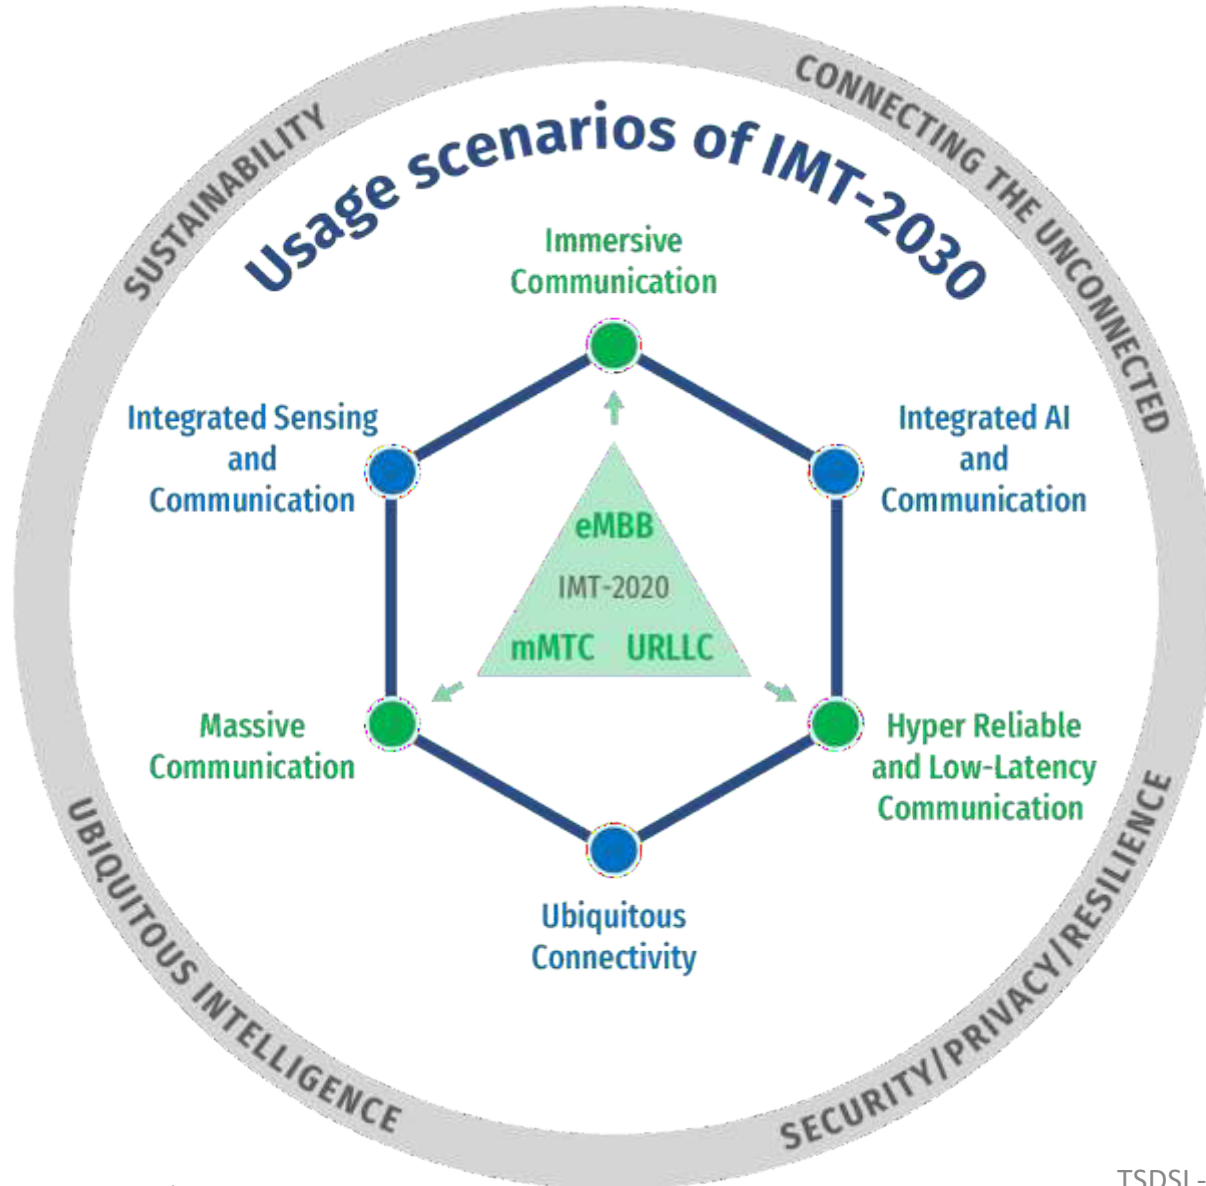 SUSTAINABILITY
CONNECTING THE UNCONNECTED
Usage scenarios of IMT-2030
Immersive
Communication
Integrated Sensing
and
Communication
Integrated AI
and
Communication
eMBB
IMT-2020
mMTC URLLC
Massive
Communication
Hyper Reliable
and Low-Latency
Communication
Ubiquitous
Connectivity
UBIQUITOUS INTELLIGENCE
SECURITY/PRIVACY/RESILIENCE
TSDSI-